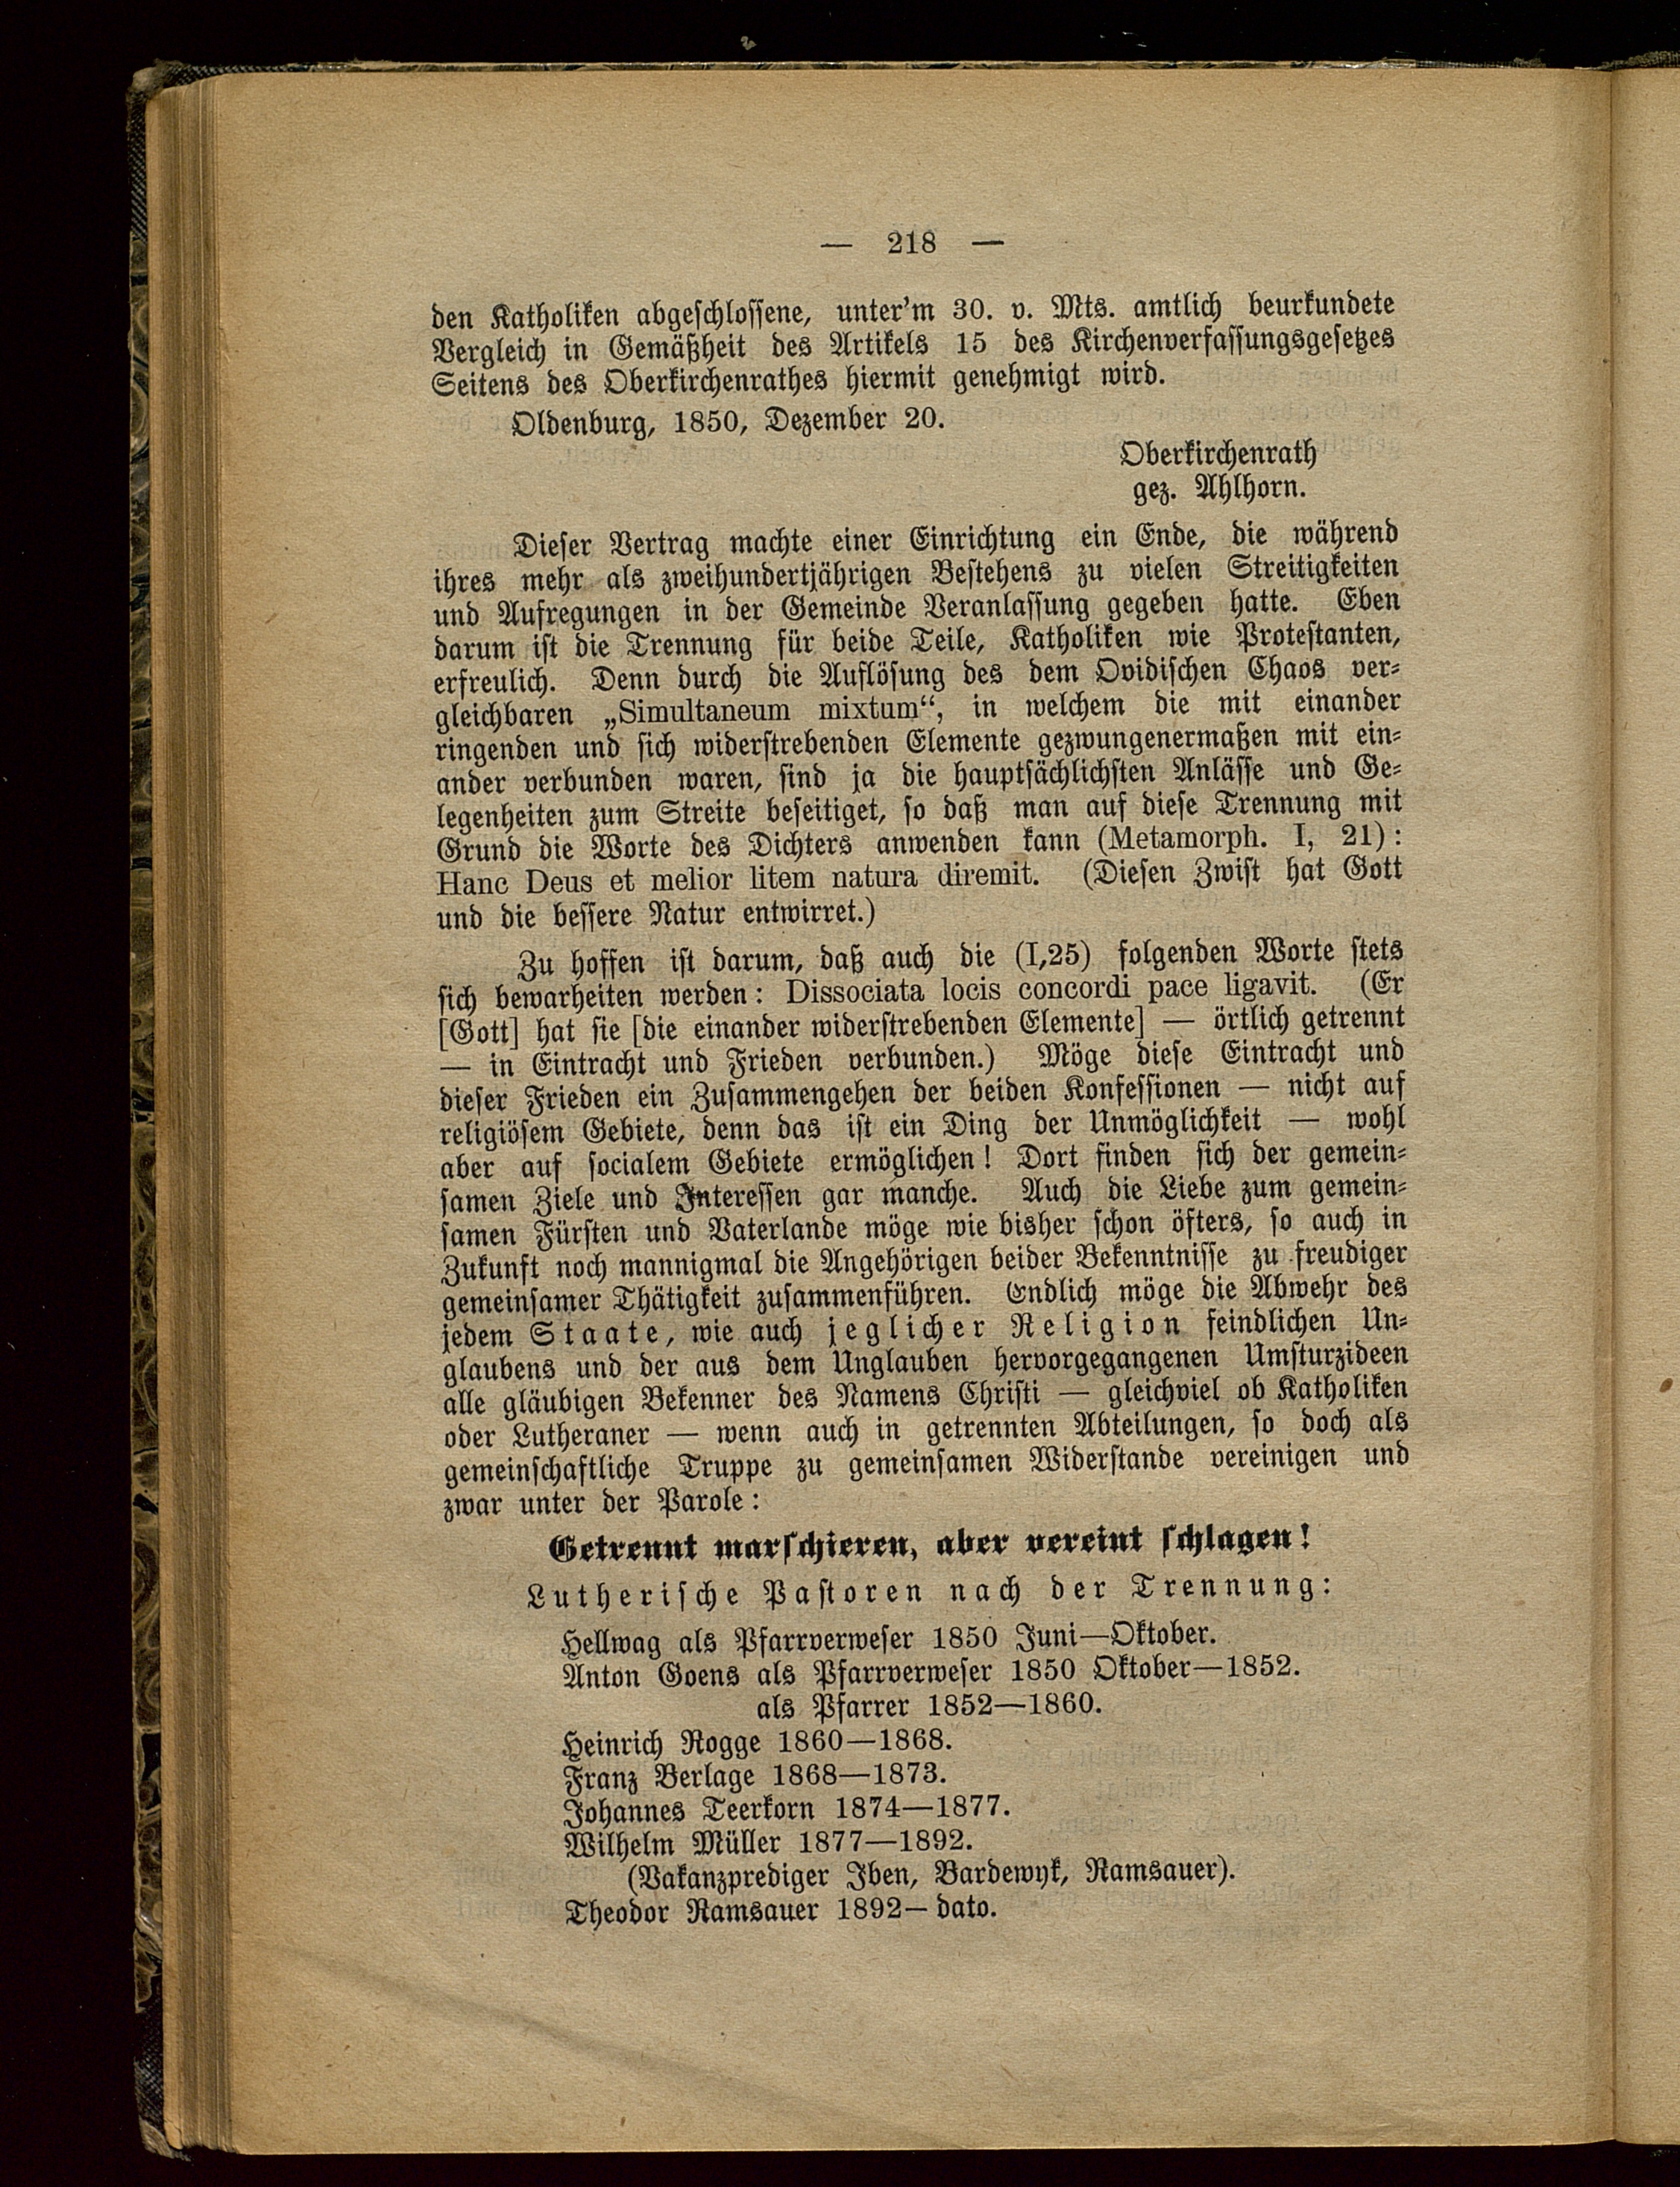 — 218 —
den Katholiken abgeschlossene, unter'm 30. v. Mts. amtlich beurkundete
Vergleich in Gemäßheit des Artikels 15 des Kirchenverfassungsgesetzes
Seitens des Oberkirchenrathes hiermit genehmigt wird.
Oldenburg, 1850, Dezember 20.
Oberkirchenrath
gez. Ahlhorn.
Dieser Vertrag machte einer Einrichtung ein Ende, die während
ihres mehr als zweihundertjährigen Bestehens zu vielen Streitigkeiten
und Aufregungen in der Gemeinde Veranlassung gegeben hatte. Eben
darum ist die Trennung für beide Teile, Katholiken wie Protestanten,
erfreulich. Denn durch die Auflösung des dem Ovidischen Chaos ver-
gleichbaren „Simultaneum mixtum“, in welchem die mit einander
ringenden und sich widerstrebenden Elemente gezwungenermaßen mit ein-
ander verbunden waren, sind ja die hauptsächlichsten Anlässe und Ge-
legenheiten zum Streite beseitiget, so daß man auf diese Trennung mit
Grund die Worte des Dichters anwenden kann (Metamorph. I, 21):
Hanc Deus et melior litem natura diremit. (Diesen Zwist hat Gott
und die bessere Natur entwirret.)
Zu hoffen ist darum, daß auch die (I,25) folgenden Worte stets
sich bewarheiten werden: Dissociata locis concordi pace ligavit. (Er
[Gott] hat sie [die einander widerstrebenden Elemente] — örtlich getrennt
— in Eintracht und Frieden verbunden.) Möge diese Eintracht und
dieser Frieden ein Zusammengehen der beiden Konfessionen — nicht auf
religiösem Gebiete, denn das ist ein Ding der Unmöglichkeit — wohl
aber auf socialem Gebiete ermöglichen! Dort finden sich der gemein-
samen Ziele und Interessen gar manche. Auch die Liebe zum gemein-
samen Fürsten und Vaterlande möge wie bisher schon öfters, so auch in
Zukunft noch mannigmal die Angehörigen beider Bekenntnisse zu freudiger
gemeinsamer Thätigkeit zusammenführen. Endlich möge die Abwehr des
jedem Staate, wie auch jeglicher Religion feindlichen Un-
glaubens und der aus dem Unglauben hervorgegangenen Umsturzideen
alle gläubigen Bekenner des Namens Christi — gleichviel ob Katholiken
oder Lutheraner — wenn auch in getrennten Abteilungen, so doch als
gemeinschaftliche Truppe zu gemeinsamen Widerstande vereinigen und
zwar unter der Parole:
Getrennt marschieren, aber vereint schlagen!
Lutherische Pastoren nach der Trennung:
Hellwag als Pfarrverweser 1850 Juni—Oktober.
Anton Goens als Pfarrverweser 1850 Oktober—1852.
als Pfarrer 1852—1860.
Heinrich Rogge 1860—1868.
Franz Berlage 1868—1873.
Johannes Teerkorn 1874—1877.
Wilhelm Müller 1877—1892.
(Vakanzprediger Iben, Bardewyk, Ramsauer).
Theodor Ramsauer 1892— dato.